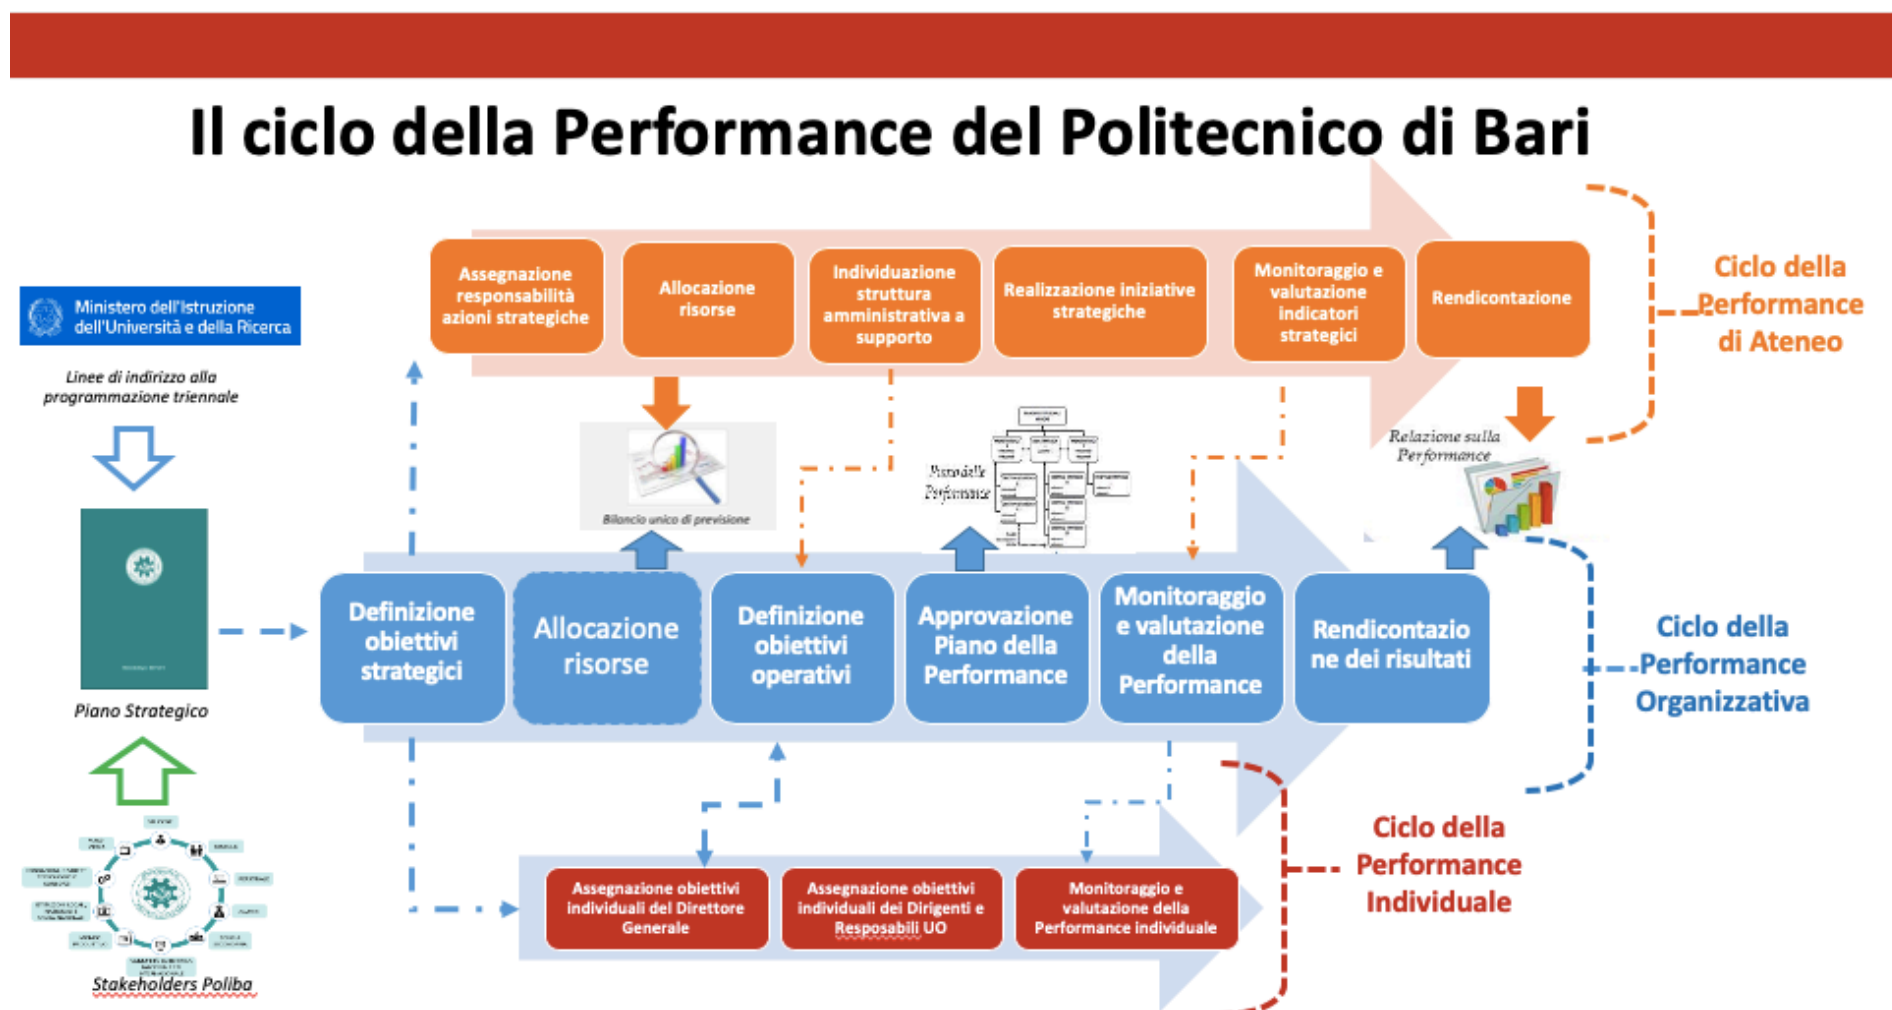 Il ciclo della Performance del Politecnico di Bari
Ministero dell'Istruzione
dell'Università e della Ricerca
Linee di indirizzo alla
programmazione triennale
Piano Strategico
Stakeholders Poliba
Assegnazione
responsabilità
azioni strategiche
Allocazione
risorse
Individuazione
struttura
amministrativa a
supporto
Realizzazione iniziative
strategiche
Monitoraggio e
valutazione
indicatori
strategici
Rendicontazione
Ciclo della
Performance
di Ateneo
Bilancio unico di previsione
Piano delle
Performance
Relazione sulla
Performance
Definizione
obiettivi
strategici
Allocazione
risorse
Definizione
obiettivi
operativi
Approvazione
Piano della
Performance
Monitoraggio
e valutazione
della
Performance
Rendicontazio
ne dei risultati
Ciclo della
Performance
Organizzativa
Assegnazione obiettivi
individuali del Direttore
Generale
Assegnazione obiettivi
individuali dei Dirigenti e
Resposabili UO
Monitoraggio e
valutazione della
Performance individuale
Ciclo della
Performance
Individuale